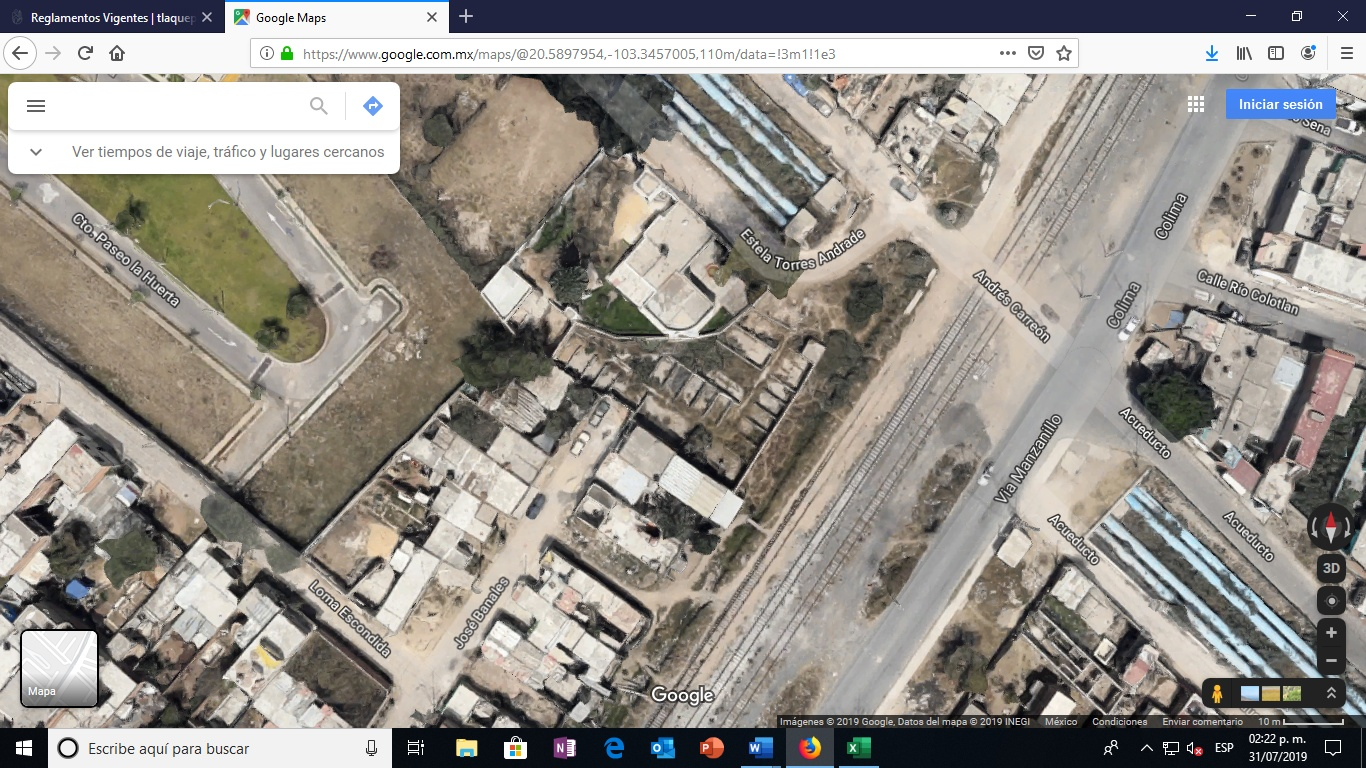 Reglamentos Vigentes | tlaquep
Google Maps
https://www.google.com.mx/maps/@20.5897954,-103.3457005,110m/data=!3m1!1e3
Iniciar sesión
Ver tiempos de viaje, tráfico y lugares cercanos
Sena
Cto. Paseo la Huerta
Colima
Estela Torres Andrade
Andrés Carreón
Colima
Calle Río Colotlan
Acueducto
Vía Manzanillo
Acueducto
Acueducto
3D
Loma Escondida
José Banales
Mapa
Google
Imágenes © 2019 Google, Datos del mapa © 2019 INEGI México Condiciones Enviar comentario 10 m
Escribe aquí para buscar
ESP
02:22 p. m.
31/07/2019